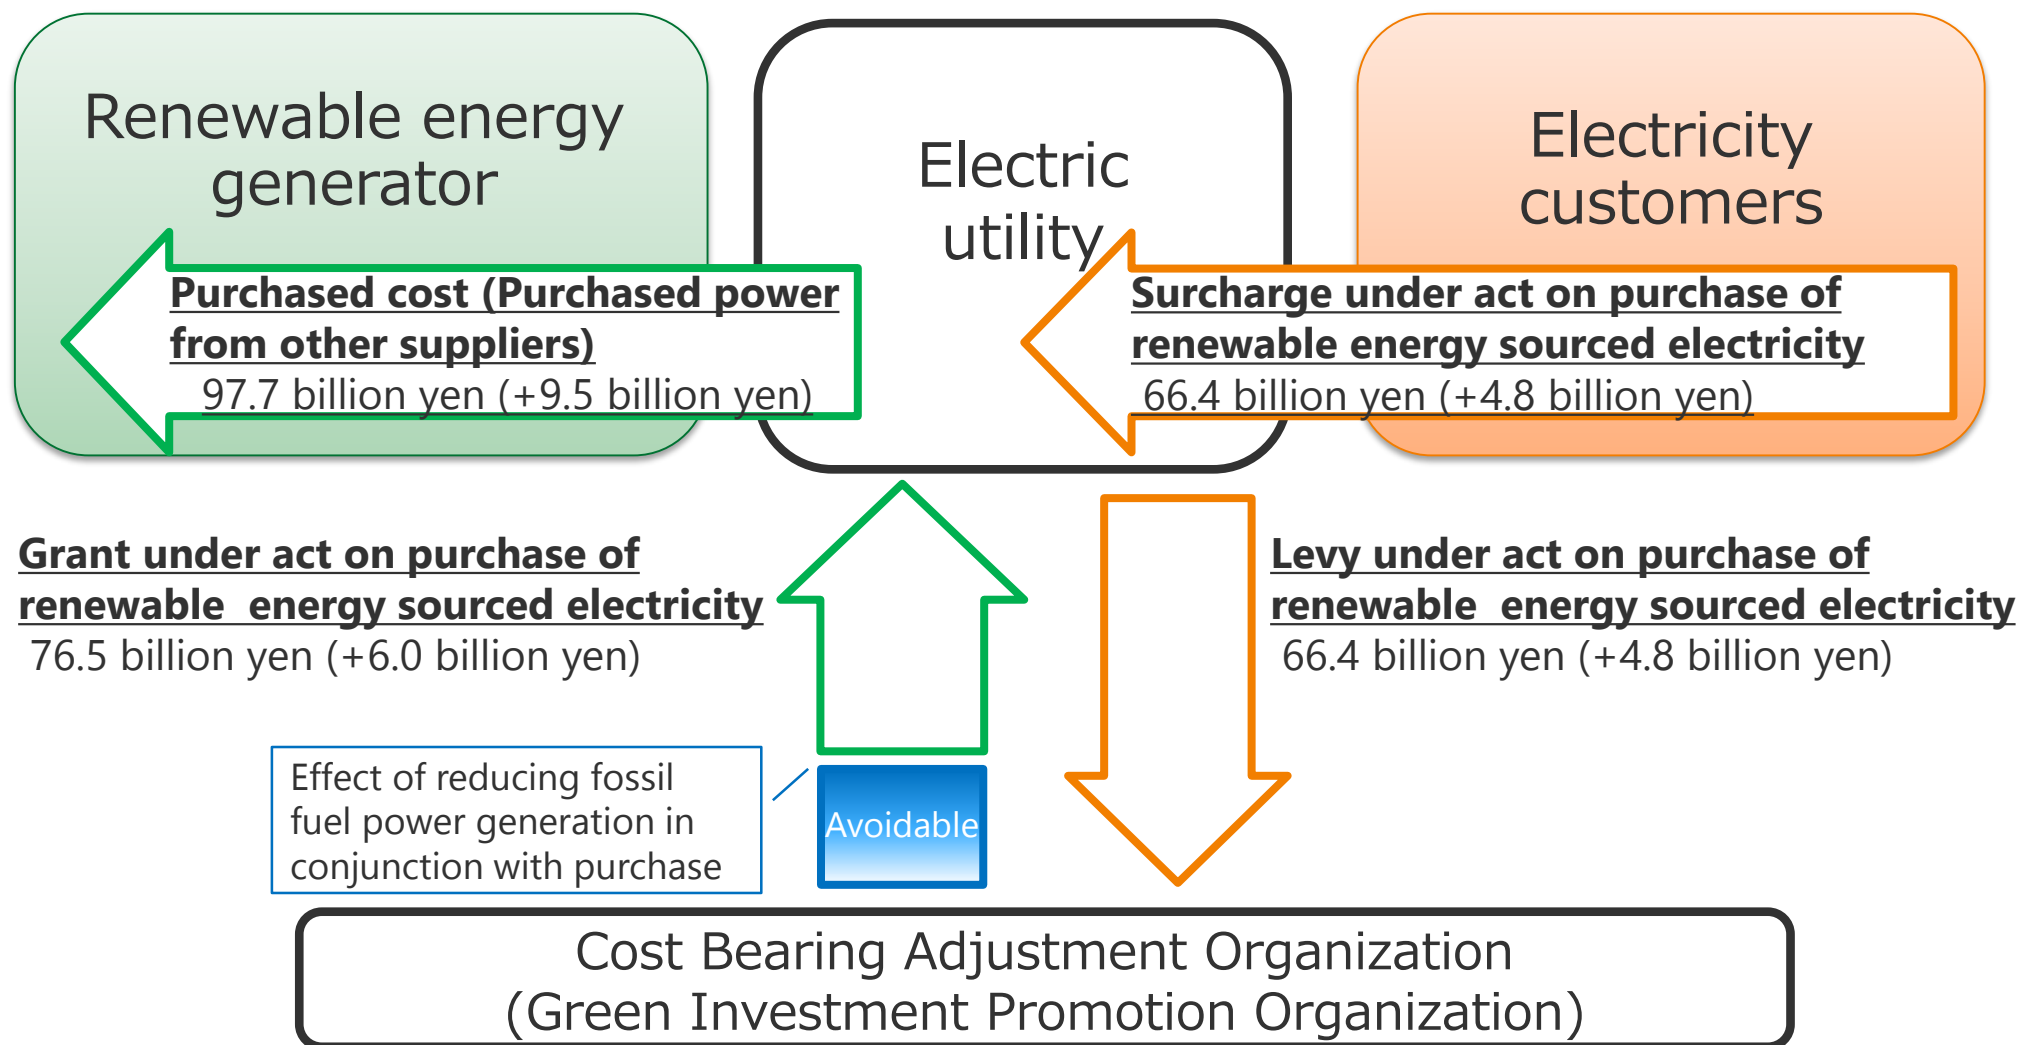 Renewable energy
generator
Electric
utility
Electricity
customers
Purchased cost (Purchased power
from other suppliers)
97.7 billion yen (+9.5 billion yen)
Surcharge under act on purchase of
renewable energy sourced electricity
66.4 billion yen (+4.8 billion yen)
Grant under act on purchase of
renewable  energy sourced electricity
76.5 billion yen (+6.0 billion yen)
Levy under act on purchase of
renewable  energy sourced electricity
66.4 billion yen (+4.8 billion yen)
Effect of reducing fossil
fuel power generation in
conjunction with purchase
Avoidable
Cost Bearing Adjustment Organization
(Green Investment Promotion Organization)